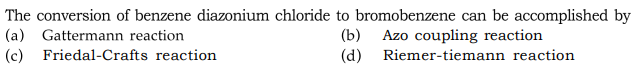 The conversion of benzene diazonium chloride to bromobenzene can be accomplished by
(a) Gattermann reaction (b) Azo coupling reaction
(c) Friedal-Crafts reaction (d) Riemer-tiemann reaction